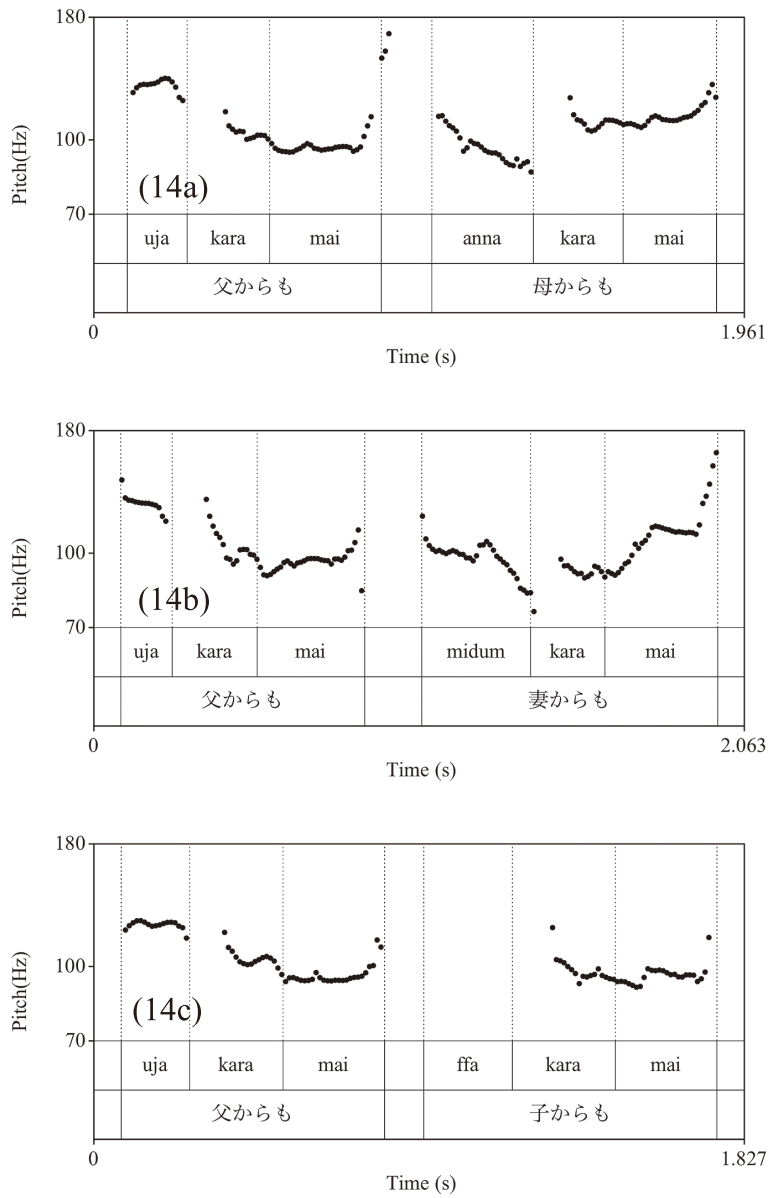 180
Pitch(Hz)
100
(14a)
70
uja kara mai anna kara mai
父からも 母からも
0 1.961
Time (s)
180
Pitch(Hz)
100
(14b)
70
uja kara mai midum kara mai
父からも 妻からも
0 2.063
Time (s)
180
Pitch(Hz)
100
(14c)
70
uja kara mai ffa kara mai
父からも 子からも
0 1.827
Time (s)